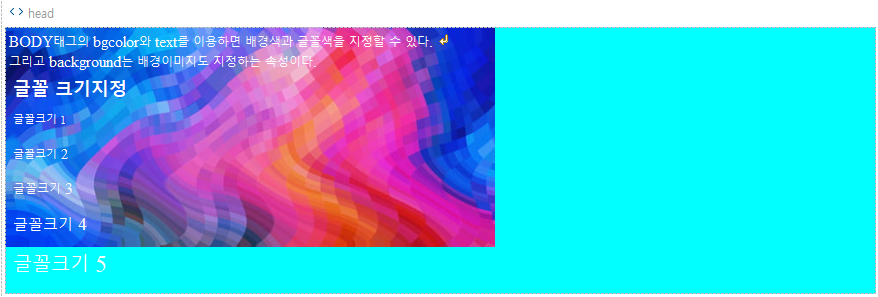 <> head
BODY태그의 bgcolor와 text를 이용하면 배경색과 글꼴색을 지정할 수 있다.
그리고 background는 배경이미지도 지정하는 속성이다.
글꼴 크기지정
글꼴크기 1
글꼴크기 2
글꼴크기 3
글꼴크기 4
글꼴크기 5